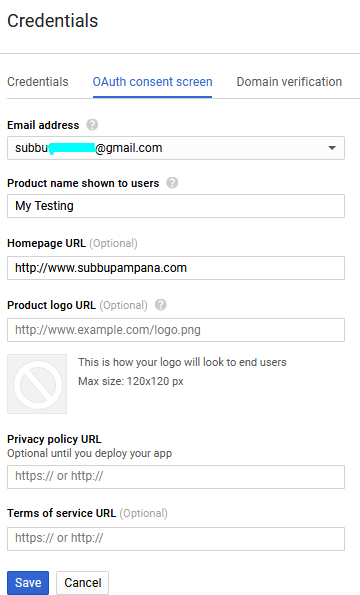 Credentials
Credentials OAuth consent screen Domain verification
Email address ?
@gmail.com
Product name shown to users ?
My Testing
Homepage URL (Optional)
http://www.subbupampana.com
Product logo URL (Optional) ?
http://www.example.com/logo.png
This is how your logo will look to end users
Max size: 120x120 px
Privacy policy URL
Optional until you deploy your app
https:// or http://
Terms of service URL (Optional)
https:// or http://
Save Cancel